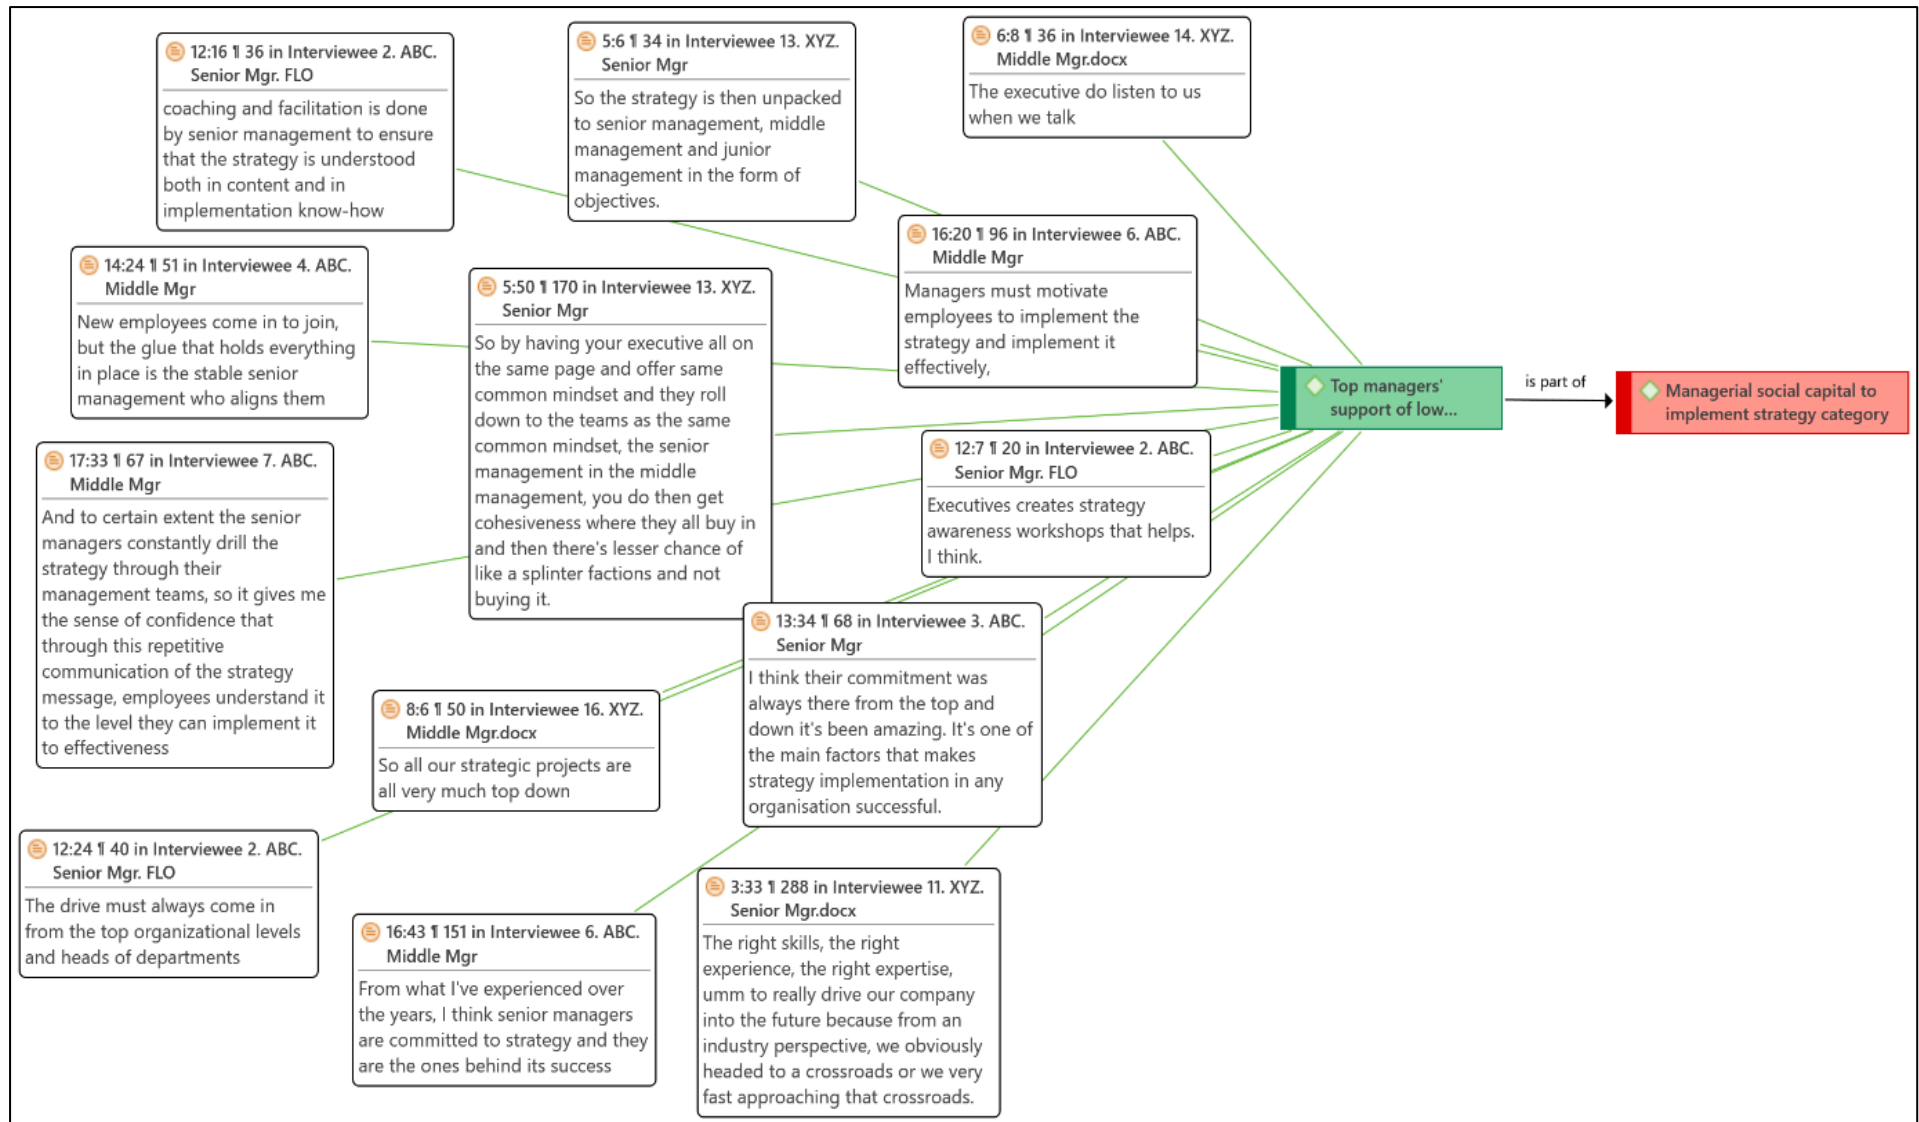 12:16 ¶ 36 in Interviewee 2. ABC.
Senior Mgr. FLO
coaching and facilitation is done
by senior management to ensure
that the strategy is understood
both in content and in
implementation know-how
5:6 ¶ 34 in Interviewee 13. XYZ.
Senior Mgr
So the strategy is then unpacked
to senior management, middle
management and junior
management in the form of
objectives.
6:8 ¶ 36 in Interviewee 14. XYZ.
Middle Mgr.docx
The executive do listen to us
when we talk
16:20 ¶ 96 in Interviewee 6. ABC.
Middle Mgr
Managers must motivate
employees to implement the
strategy and implement it
effectively,
14:24 ¶ 51 in Interviewee 4. ABC.
Middle Mgr
New employees come in to join,
but the glue that holds everything
in place is the stable senior
management who aligns them
5:50 ¶ 170 in Interviewee 13. XYZ.
Senior Mgr
So by having your executive all on
the same page and offer same
common mindset and they roll
down to the teams as the same
common mindset, the senior
management in the middle
management, you do then get
cohesiveness where they all buy in
and then there's lesser chance of
like a splinter factions and not
buying it.
Top managers'
support of low...
is part of
Managerial social capital to
implement strategy category
12:7 ¶ 20 in Interviewee 2. ABC.
Senior Mgr. FLO
Executives creates strategy
awareness workshops that helps.
I think.
17:33 ¶ 67 in Interviewee 7. ABC.
Middle Mgr
And to certain extent the senior
managers constantly drill the
strategy through their
management teams, so it gives me
the sense of confidence that
through this repetitive
communication of the strategy
message, employees understand it
to the level they can implement it
to effectiveness
13:34 ¶ 68 in Interviewee 3. ABC.
Senior Mgr
I think their commitment was
always there from the top and
down it's been amazing. It's one of
the main factors that makes
strategy implementation in any
organisation successful.
8:6 ¶ 50 in Interviewee 16. XYZ.
Middle Mgr.docx
So all our strategic projects are
all very much top down
12:24 ¶ 40 in Interviewee 2. ABC.
Senior Mgr. FLO
The drive must always come in
from the top organizational levels
and heads of departments
16:43 ¶ 151 in Interviewee 6. ABC.
Middle Mgr
From what I've experienced over
the years, I think senior managers
are committed to strategy and they
are the ones behind its success
3:33 ¶ 288 in Interviewee 11. XYZ.
Senior Mgr.docx
The right skills, the right
experience, the right expertise,
umm to really drive our company
into the future because from an
industry perspective, we obviously
headed to a crossroads or we very
fast approaching that crossroads.